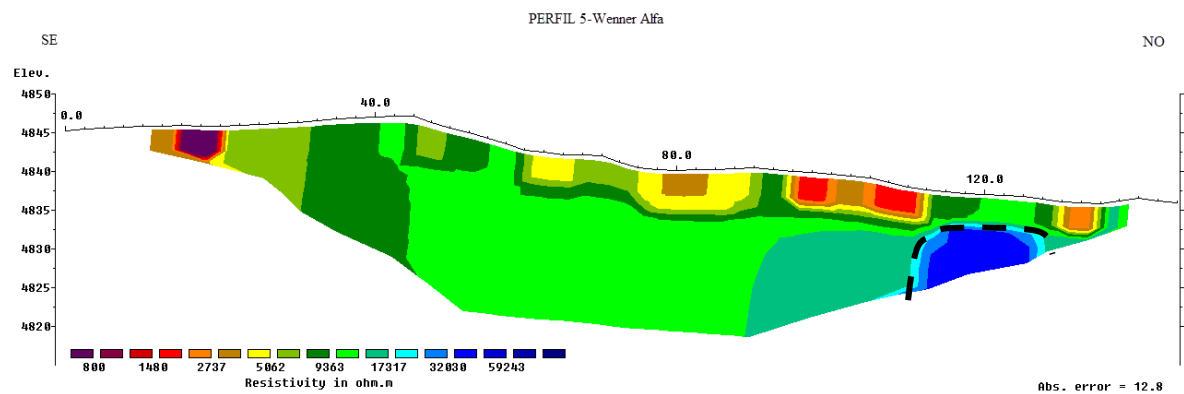 PERFIL 5-Wenner Alfa
SE
NO
Elev.
4850
0.0
40.0
80.0
120.0
4845
4840
4835
4830
4825
4820
800 1480 2737 5062 9363 17317 32030 59243
Resistivity in ohm.m
Abs. error = 12.8